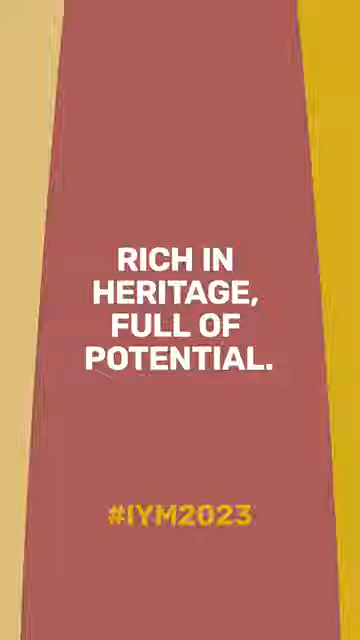 RICH IN
HERITAGE,
FULL OF
POTENTIAL.
#IYM2023